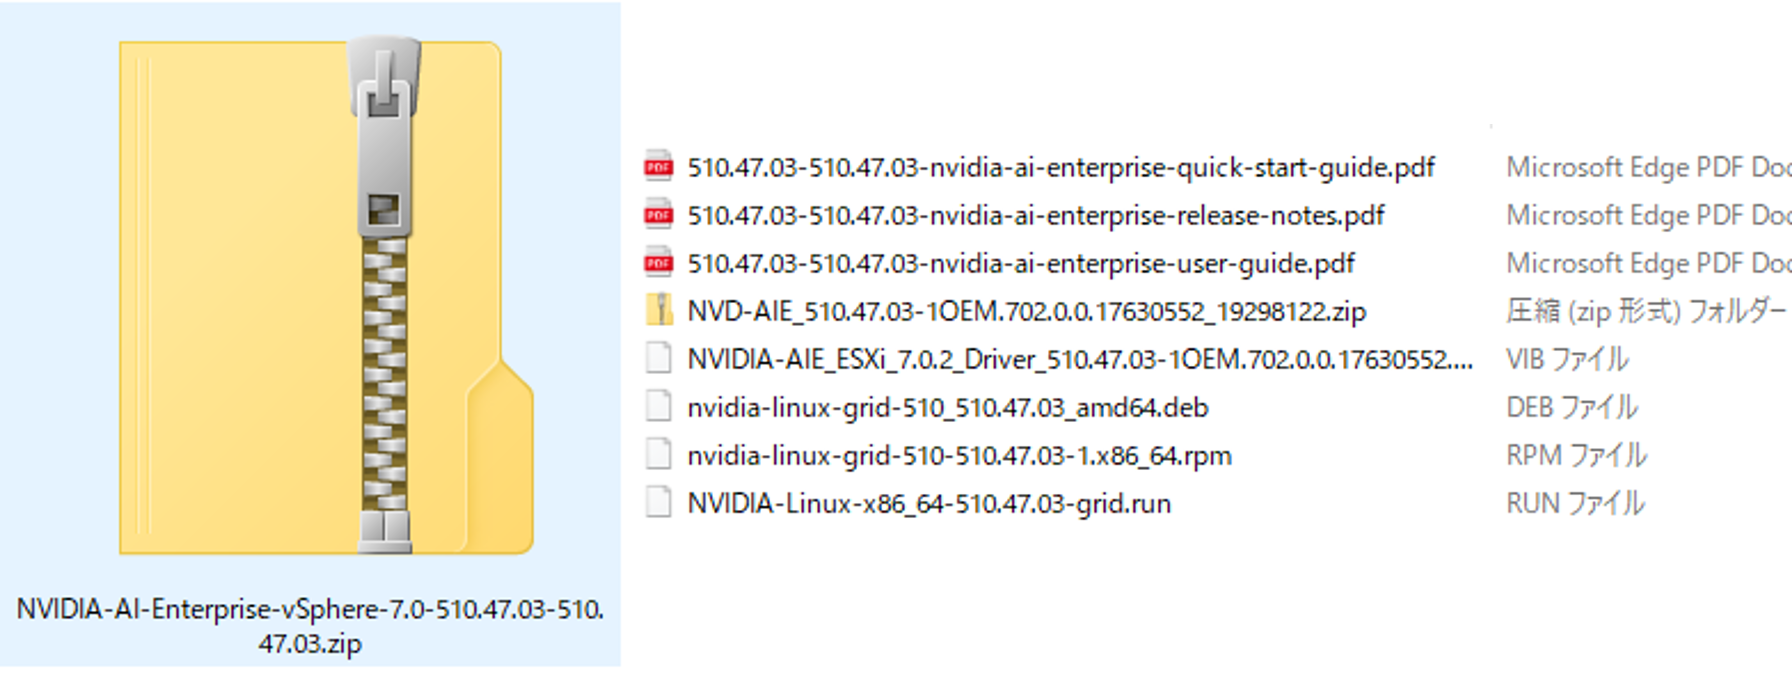 NVIDIA-AI-Enterprise-vSphere-7.0-510.47.03-510.
47.03.zip
PDF 510.47.03-510.47.03-nvidia-ai-enterprise-quick-start-guide.pdf Microsoft Edge PDF Doc
PDF 510.47.03-510.47.03-nvidia-ai-enterprise-release-notes.pdf Microsoft Edge PDF Doc
PDF 510.47.03-510.47.03-nvidia-ai-enterprise-user-guide.pdf Microsoft Edge PDF Doc
NVD-AIE_510.47.03-1OEM.702.0.0.17630552_19298122.zip 圧縮 (zip 形式) フォルダー
NVIDIA-AIE_ESXi_7.0.2_Driver_510.47.03-1OEM.702.0.0.17630552.... VIB ファイル
nvidia-linux-grid-510_510.47.03_amd64.deb DEB ファイル
nvidia-linux-grid-510-510.47.03-1.x86_64.rpm RPM ファイル
NVIDIA-Linux-x86_64-510.47.03-grid.run RUN ファイル